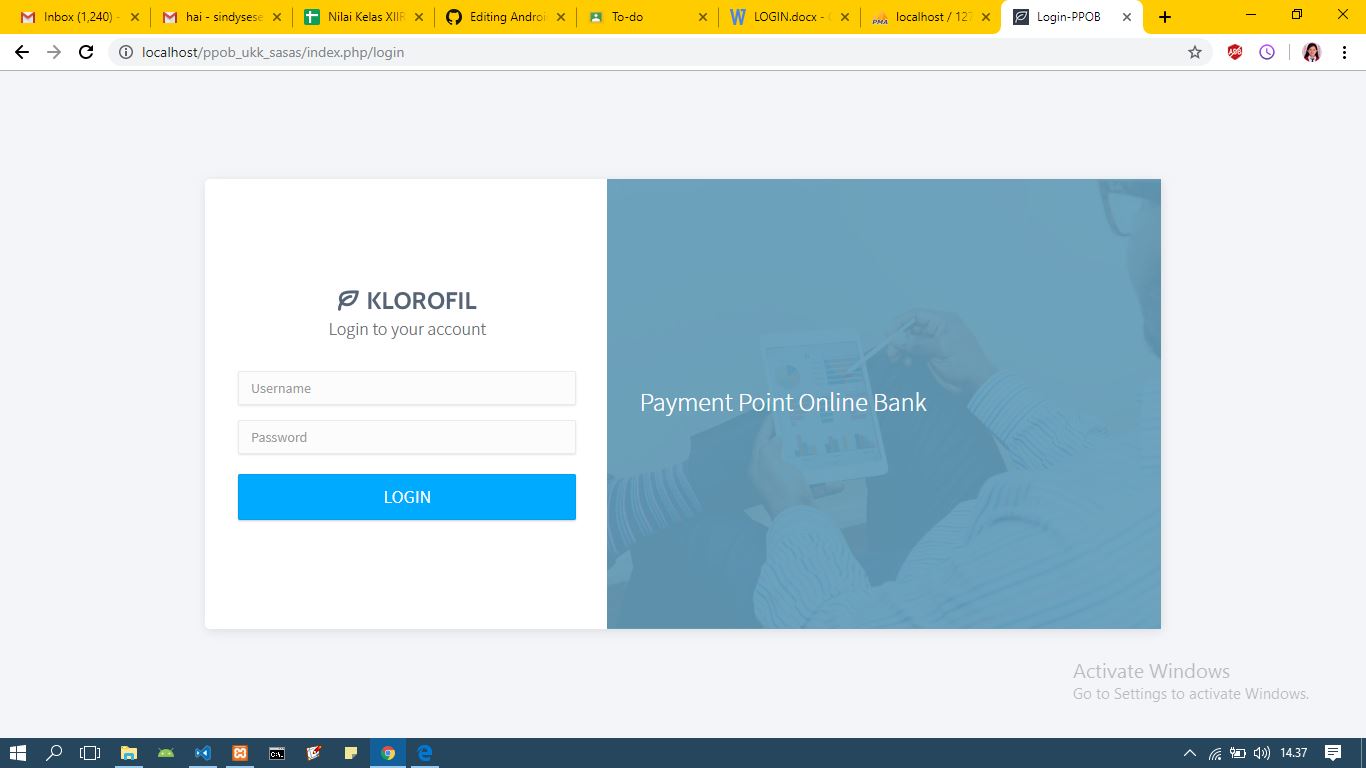 Inbox (1,240) -
hai - sindysese
Nilai Kelas XIIR
Editing Androi
To-do
LOGIN.docx -
localhost / 127
Login-PPOB
localhost/ppob_ukk_sasas/index.php/login
KLOROFIL
Login to your account
Username
Password
LOGIN
Payment Point Online Bank
Activate Windows
Go to Settings to activate Windows.
14.37